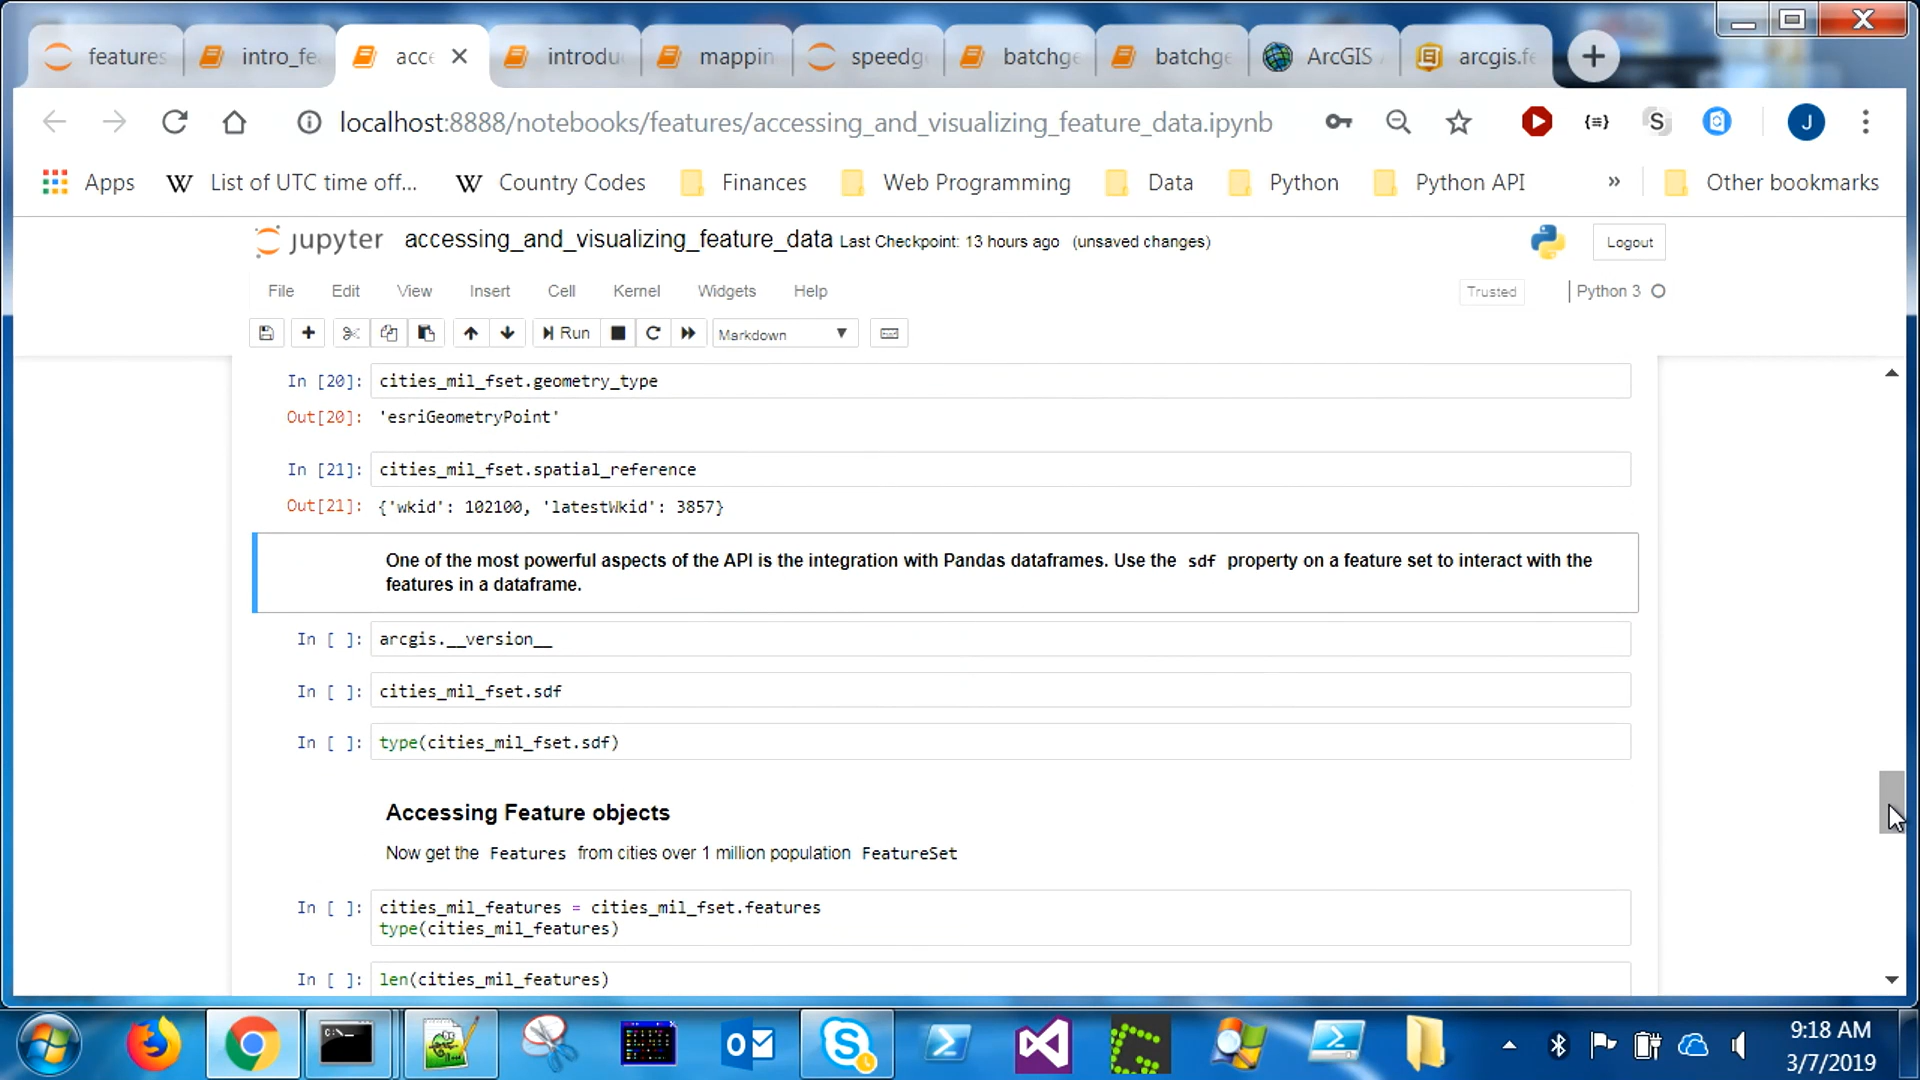 features
intro_fe
acce
introdu
mappin
speedg
batchge
batchge
ArcGIS
arcgis.fe
localhost:8888/notebooks/features/accessing_and_visualizing_feature_data.ipynb
J
Apps
List of UTC time off...
Country Codes
Finances
Web Programming
Data
Python
Python API
»
Other bookmarks
jupyter
accessing_and_visualizing_feature_data Last Checkpoint: 13 hours ago (unsaved changes)
Logout
File Edit View Insert Cell Kernel Widgets Help
Trusted
Python 3
Run
Markdown
In [20]: cities_mil_fset.geometry_type
Out[20]: 'esriGeometryPoint'
In [21]: cities_mil_fset.spatial_reference
Out[21]: {'wkid': 102100, 'latestWkid': 3857}
One of the most powerful aspects of the API is the integration with Pandas dataframes. Use the sdf property on a feature set to interact with the
features in a dataframe.
In [ ]: arcgis.__version__
In [ ]: cities_mil_fset.sdf
In [ ]: type(cities_mil_fset.sdf)
Accessing Feature objects
Now get the Features from cities over 1 million population FeatureSet
In [ ]: cities_mil_features = cities_mil_fset.features
type(cities_mil_features)
In [ ]: len(cities_mil_features)
9:18 AM
3/7/2019